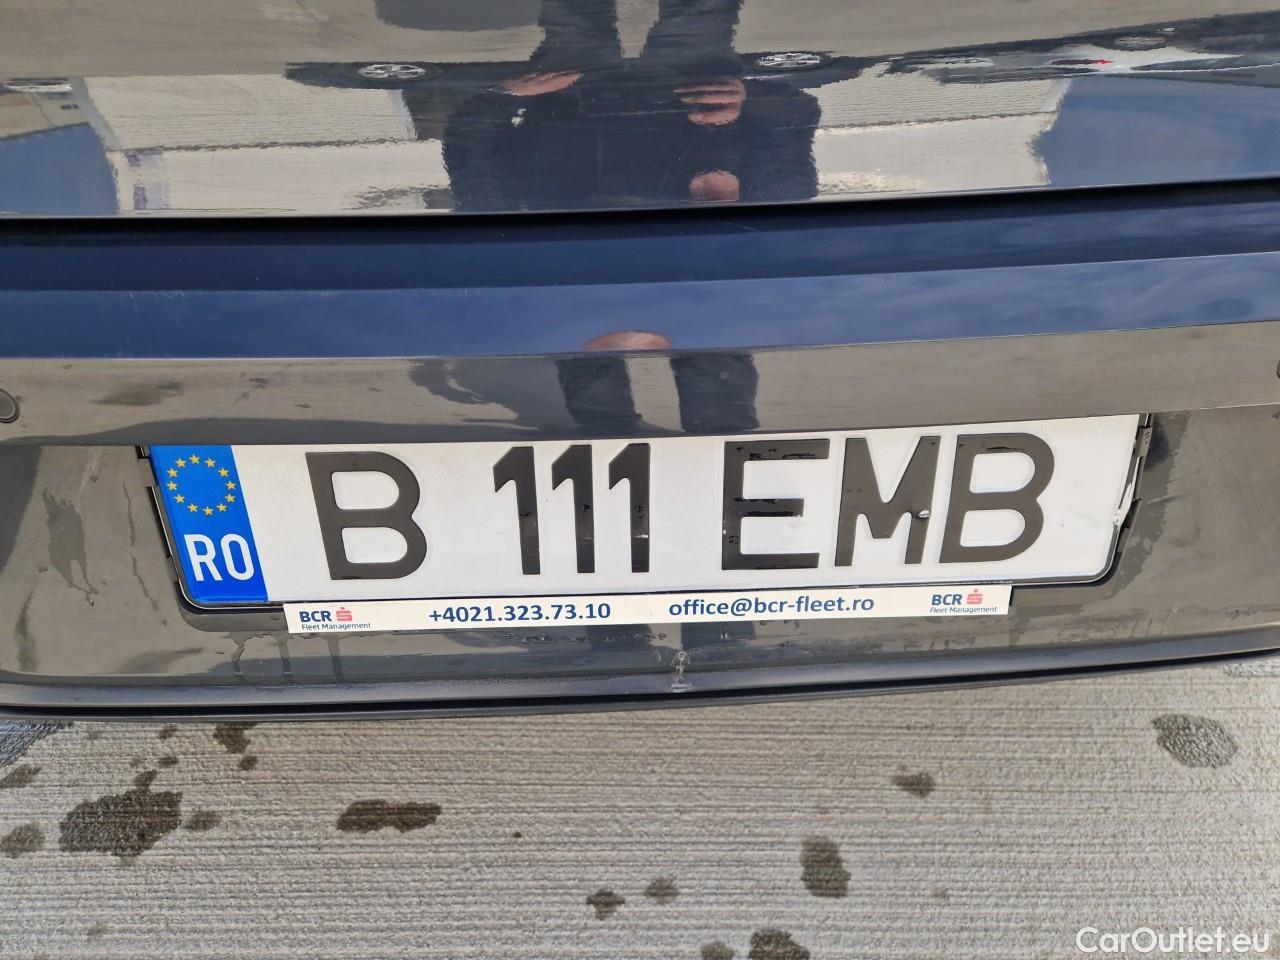 RO B 111 EMB
BCR Fleet Management +4021.323.73.10 office@bcr-fleet.ro BCR Fleet Management
CarOutlet.eu